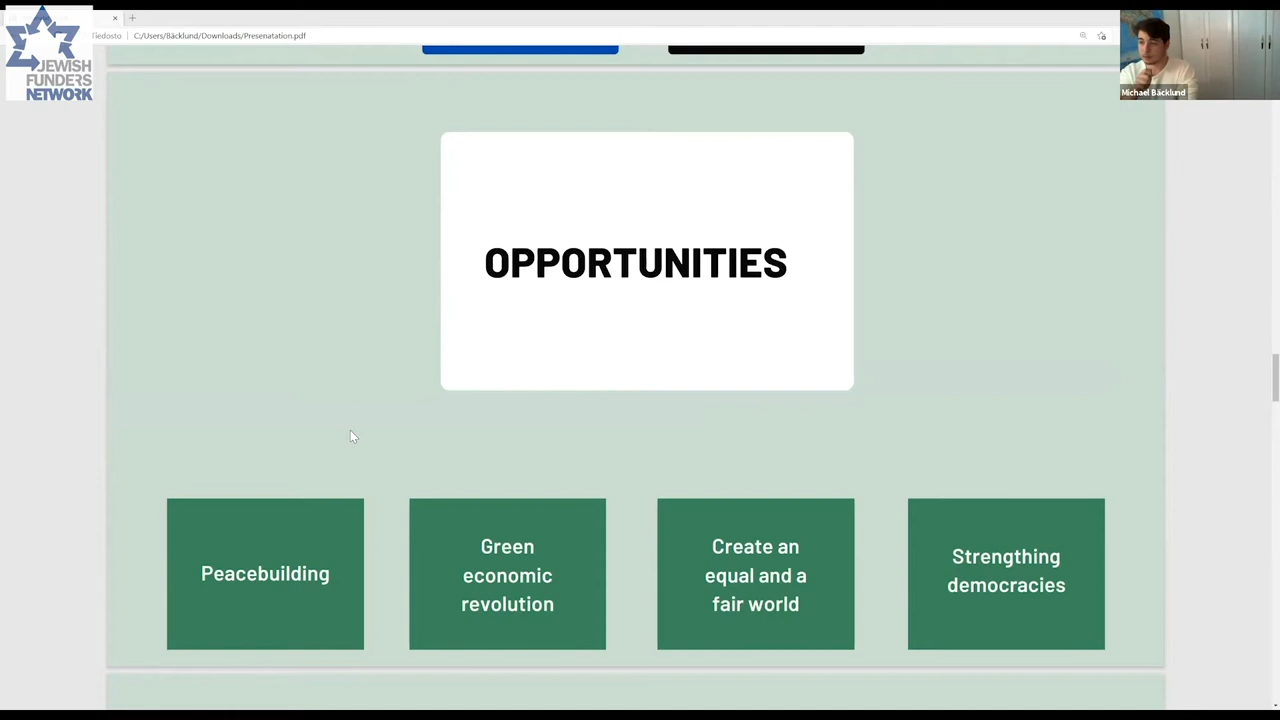 JEWISH
FUNDERS
NETWORK
Tiedosto
C:/Users/Bäcklund/Downloads/Presenatation.pdf
Michael Bäcklund
OPPORTUNITIES
Peacebuilding
Green
economic
revolution
Create an
equal and a
fair world
Strengthing
democracies